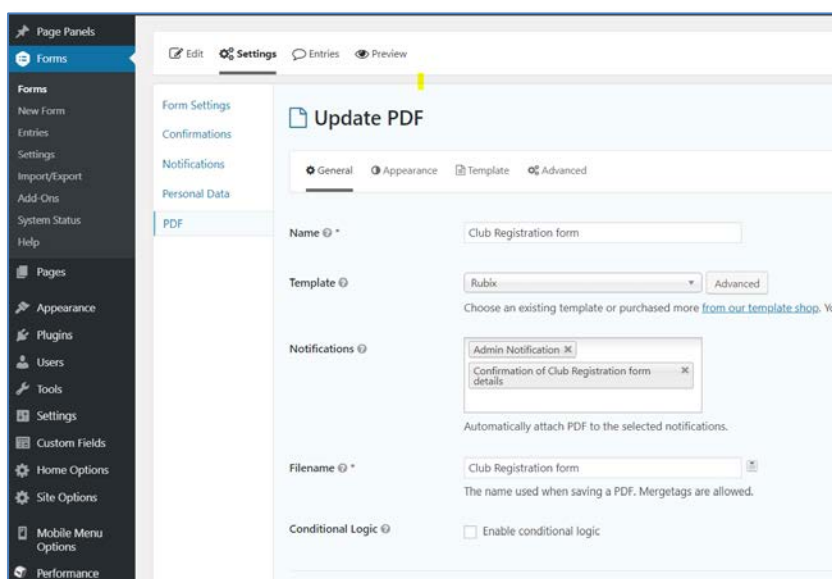 Page Panels
Forms
Forms
New Form
Entries
Settings
Import/Export
Add-Ons
System Status
Help
Pages
Appearance
Plugins
Users
Tools
Settings
Custom Fields
Home Options
Site Options
Mobile Menu
Options
Performance
Edit Settings Entries Preview
Form Settings
Confirmations
Notifications
Personal Data
PDF
Update PDF
General Appearance Template Advanced
Name *
Club Registration form
Template
Rubix
Advanced
Choose an existing template or purchased more from our template shop.
Notifications
Admin Notification ✖
Confirmation of Club Registration form ✖
details
Automatically attach PDF to the selected notifications.
Filename *
Club Registration form
The name used when saving a PDF. Mergetags are allowed.
Conditional Logic
Enable conditional logic